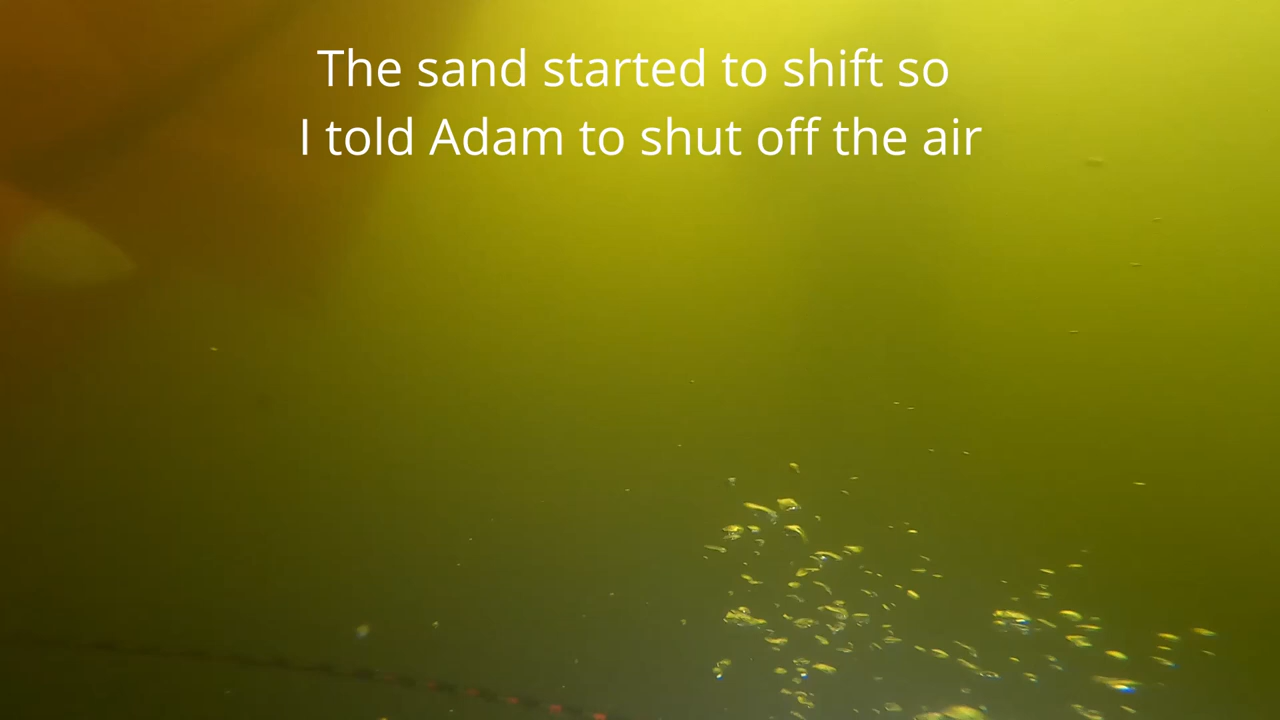 The sand started to shift so
I told Adam to shut off the air